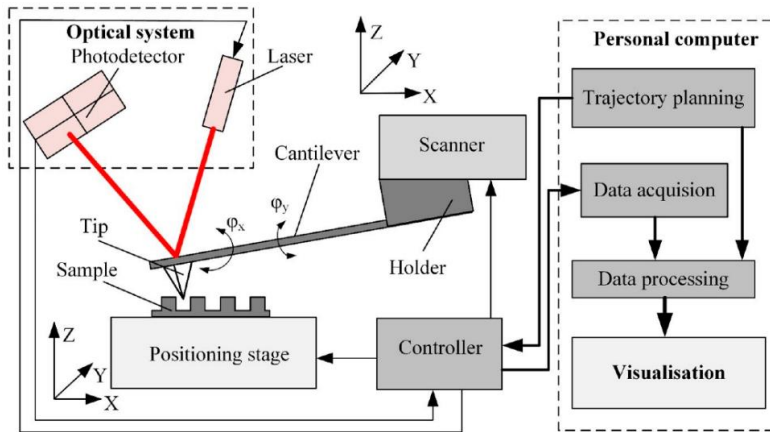 Optical system
Photodetector
Laser
Z
Y
X
Personal computer
Trajectory planning
Scanner
Cantilever
Data acquision
φx
φy
Tip
Holder
Sample
Data processing
Z
Y
X
Positioning stage
Controller
Visualisation